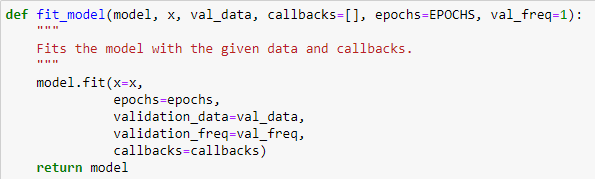 def fit_model(model, x, val_data, callbacks=[], epochs=EPOCHS, val_freq=1):
    """
    Fits the model with the given data and callbacks.
    """
    model.fit(x=x,
              epochs=epochs,
              validation_data=val_data,
              validation_freq=val_freq,
              callbacks=callbacks)
    return model